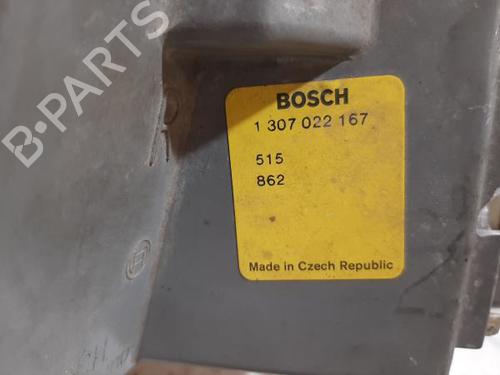 B-PARTS
BOSCH
1 307 022 167
515
862
Made in Czech Republic